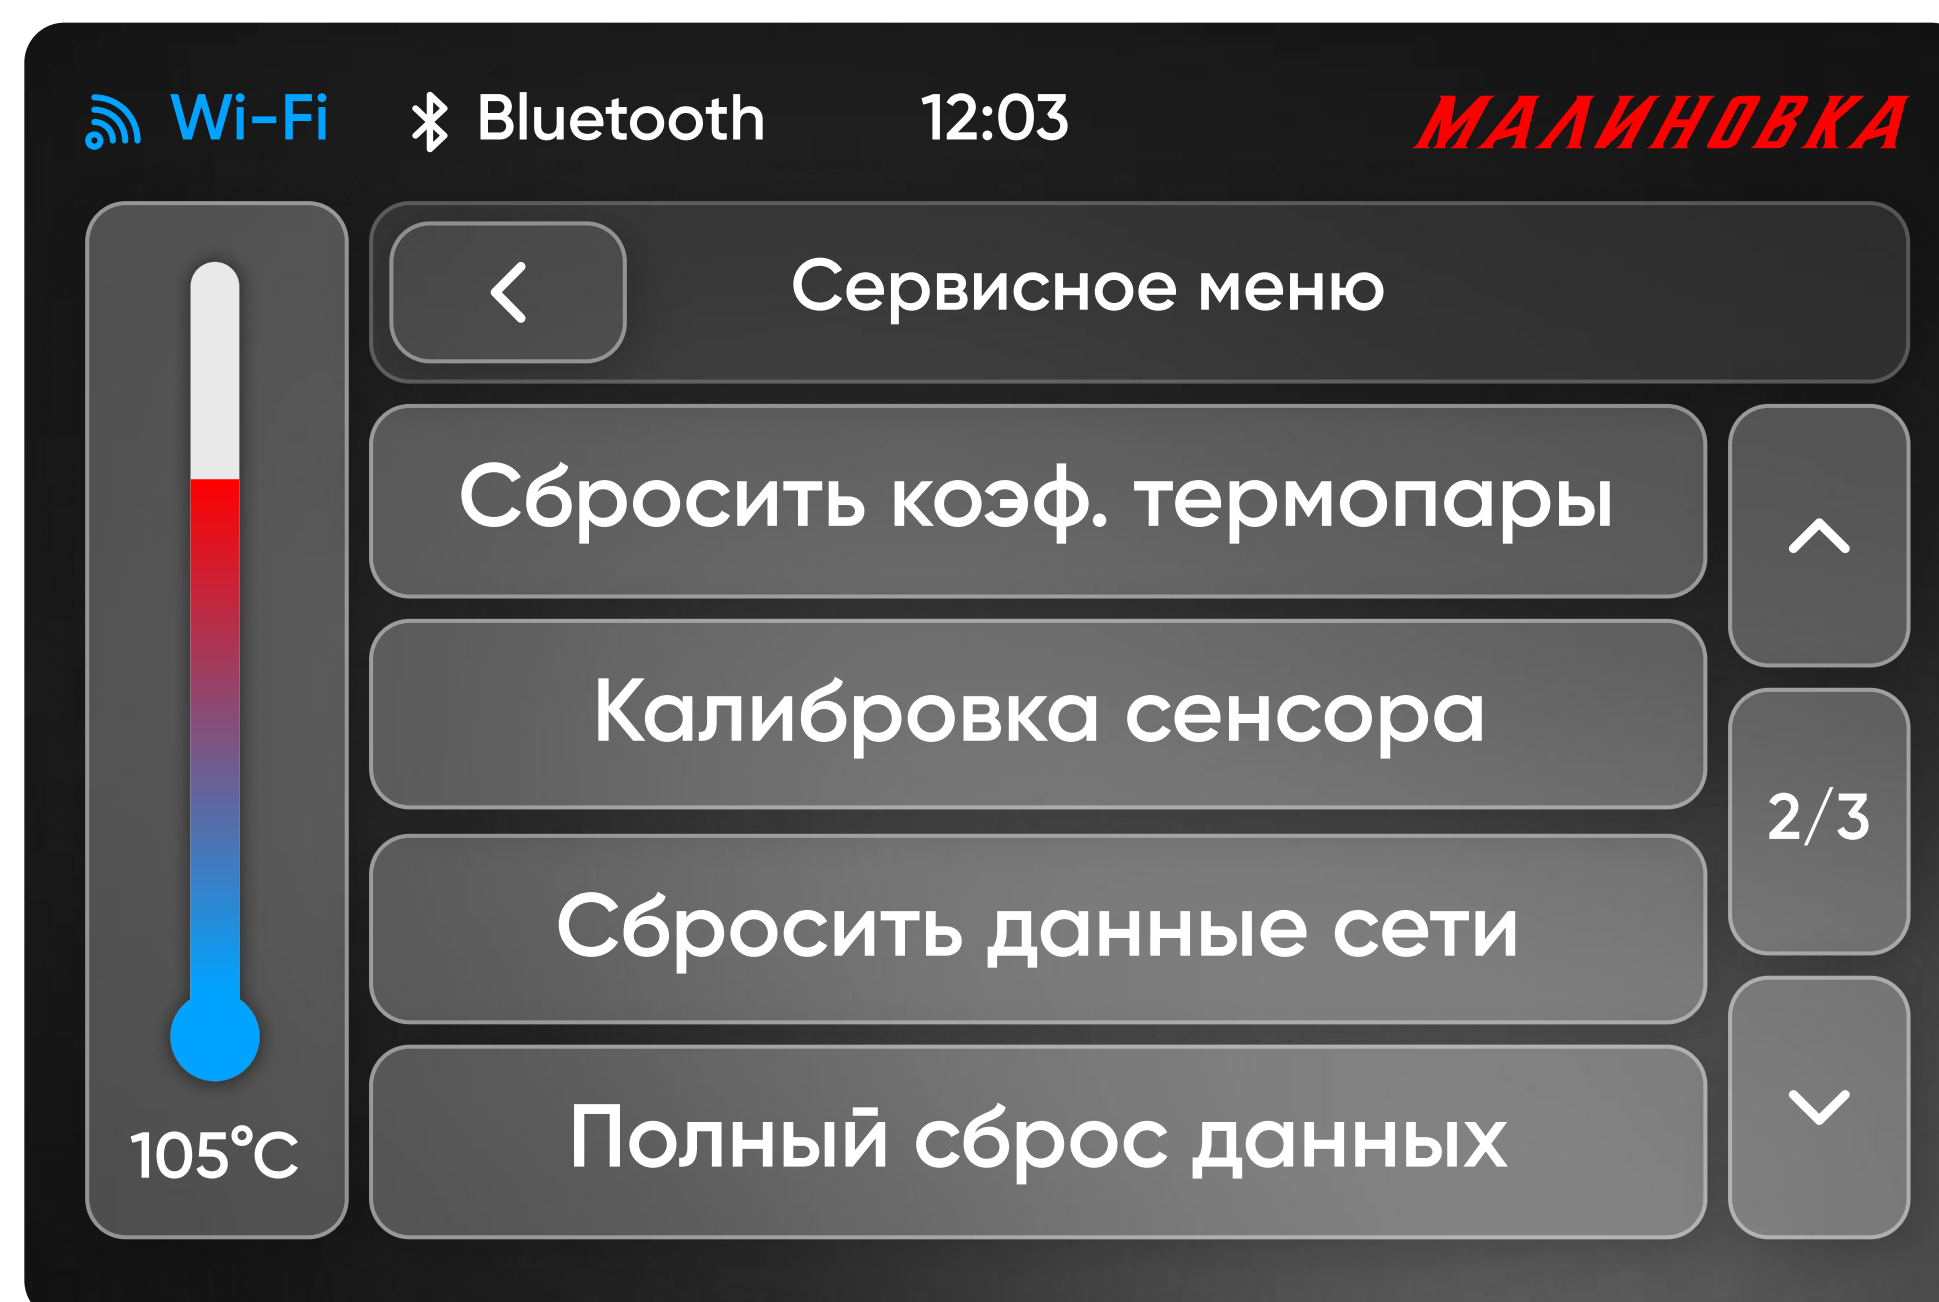 Wi-Fi
Bluetooth
12:03
МАЛИНОВКА
Сервисное меню
Сбросить коэф. термопары
Калибровка сенсора
2/3
Сбросить данные сети
Полный сброс данных
105°C